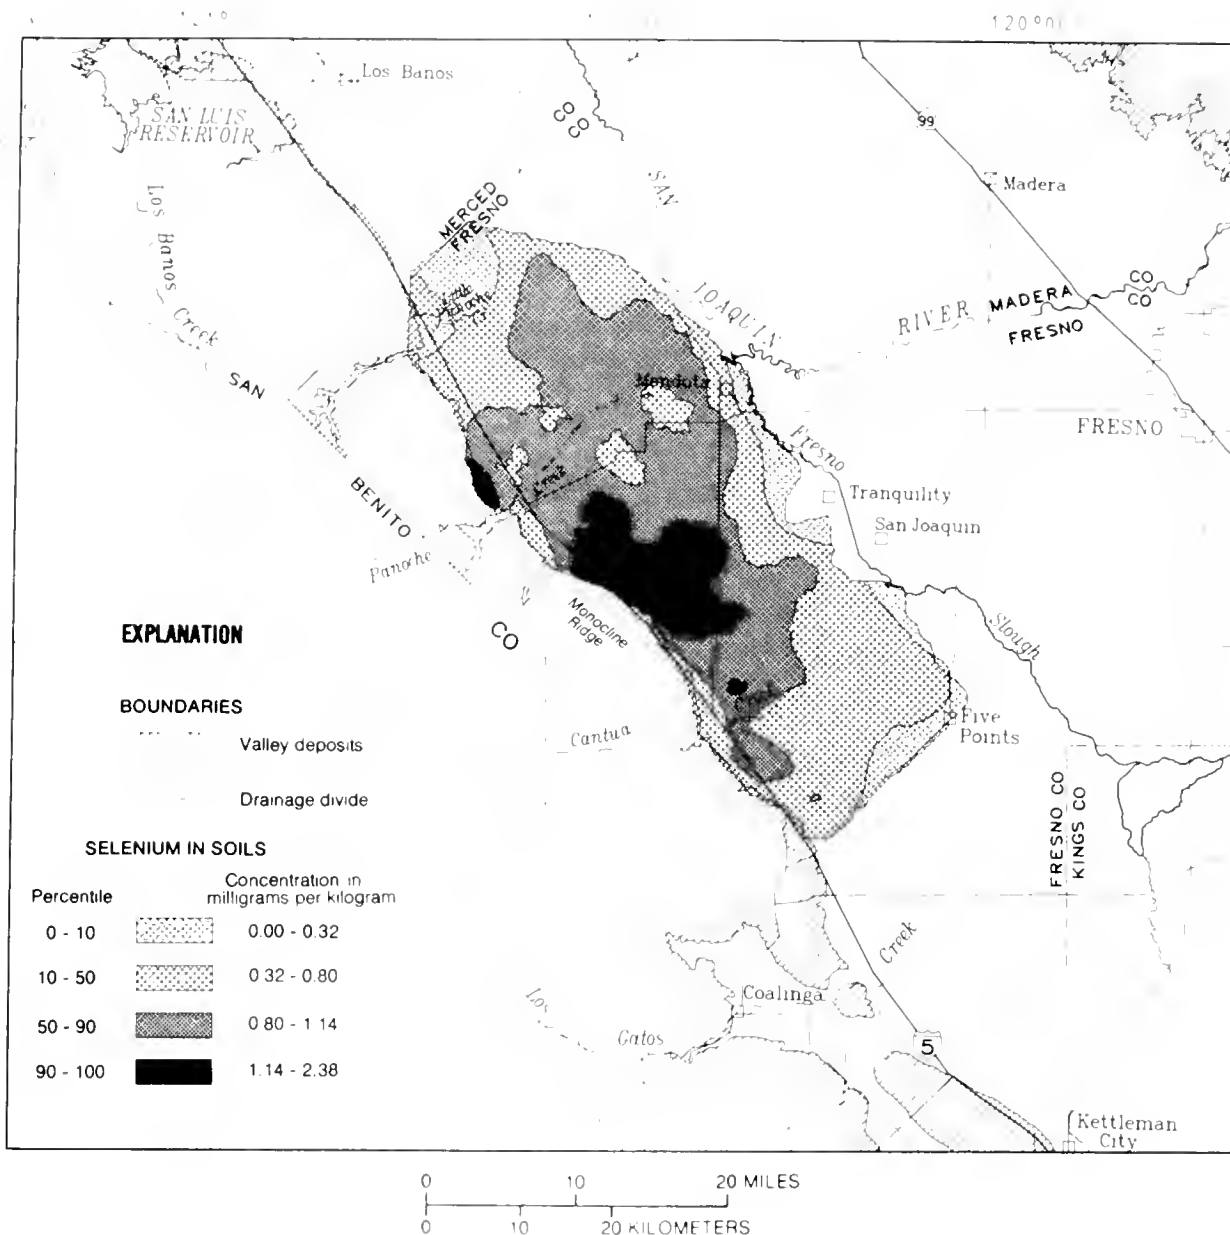 120°0
Los Banos
SAN LUIS
RESERVOIR
CO
CO
99
SAN
Madera
Los Banos
Creek
MERCED
FRESNO
JOAQUIN
RIVER
MADERA
FRESNO
CO
CO
Little
Panoche
SAN
BENITO
CO
Mendota
FRESNO
Fresno
Slough
Tranquility
San Joaquin
Panoche
Creek
Monocline
Ridge
Cantua
Creek
Five
Points
FRESNO CO
KINGS CO
EXPLANATION
BOUNDARIES
Valley deposits
Drainage divide
SELENIUM IN SOILS
Percentile
Concentration in
milligrams per kilogram
0 - 10 0.00 - 0.32
10 - 50 0.32 - 0.80
50 - 90 0.80 - 1.14
90 - 100 1.14 - 2.38
Los
Gatos
Creek
Coalinga
5
Kettleman
City
0 10 20 MILES
0 10 20 KILOMETERS